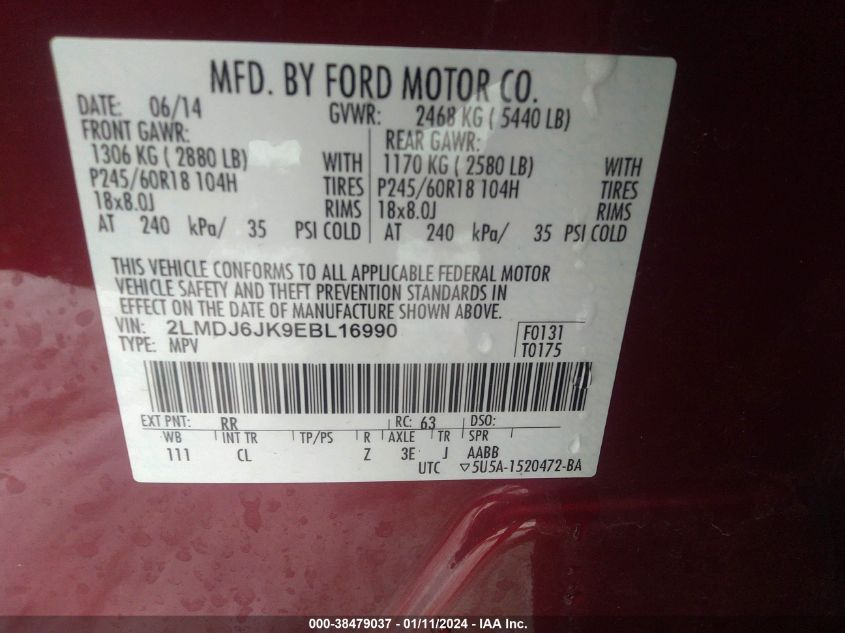 MFD. BY FORD MOTOR CO.
DATE: 06/14 GVWR: 2468 KG ( 5440 LB)
FRONT GAWR: REAR GAWR:
1306 KG ( 2880 LB) WITH 1170 KG ( 2580 LB) WITH
P245/60R18 104H TIRES P245/60R18 104H TIRES
18x8.0J RIMS 18x8.0J RIMS
AT 240 kPa/ 35 PSI COLD AT 240 kPa/ 35 PSI COLD
THIS VEHICLE CONFORMS TO ALL APPLICABLE FEDERAL MOTOR
VEHICLE SAFETY AND THEFT PREVENTION STANDARDS IN
EFFECT ON THE DATE OF MANUFACTURE SHOWN ABOVE.
VIN: 2LMDJ6JK9EBL16990 F0131
TYPE: MPV T0175
EXT PNT: RR RC: 63 DSO:
WB INT TR TP/PS R AXLE TR SPR
111 CL Z 3E J AABB
UTC ▽5U5A-1520472-BA
000-38479037 - 01/11/2024 - IAA Inc.